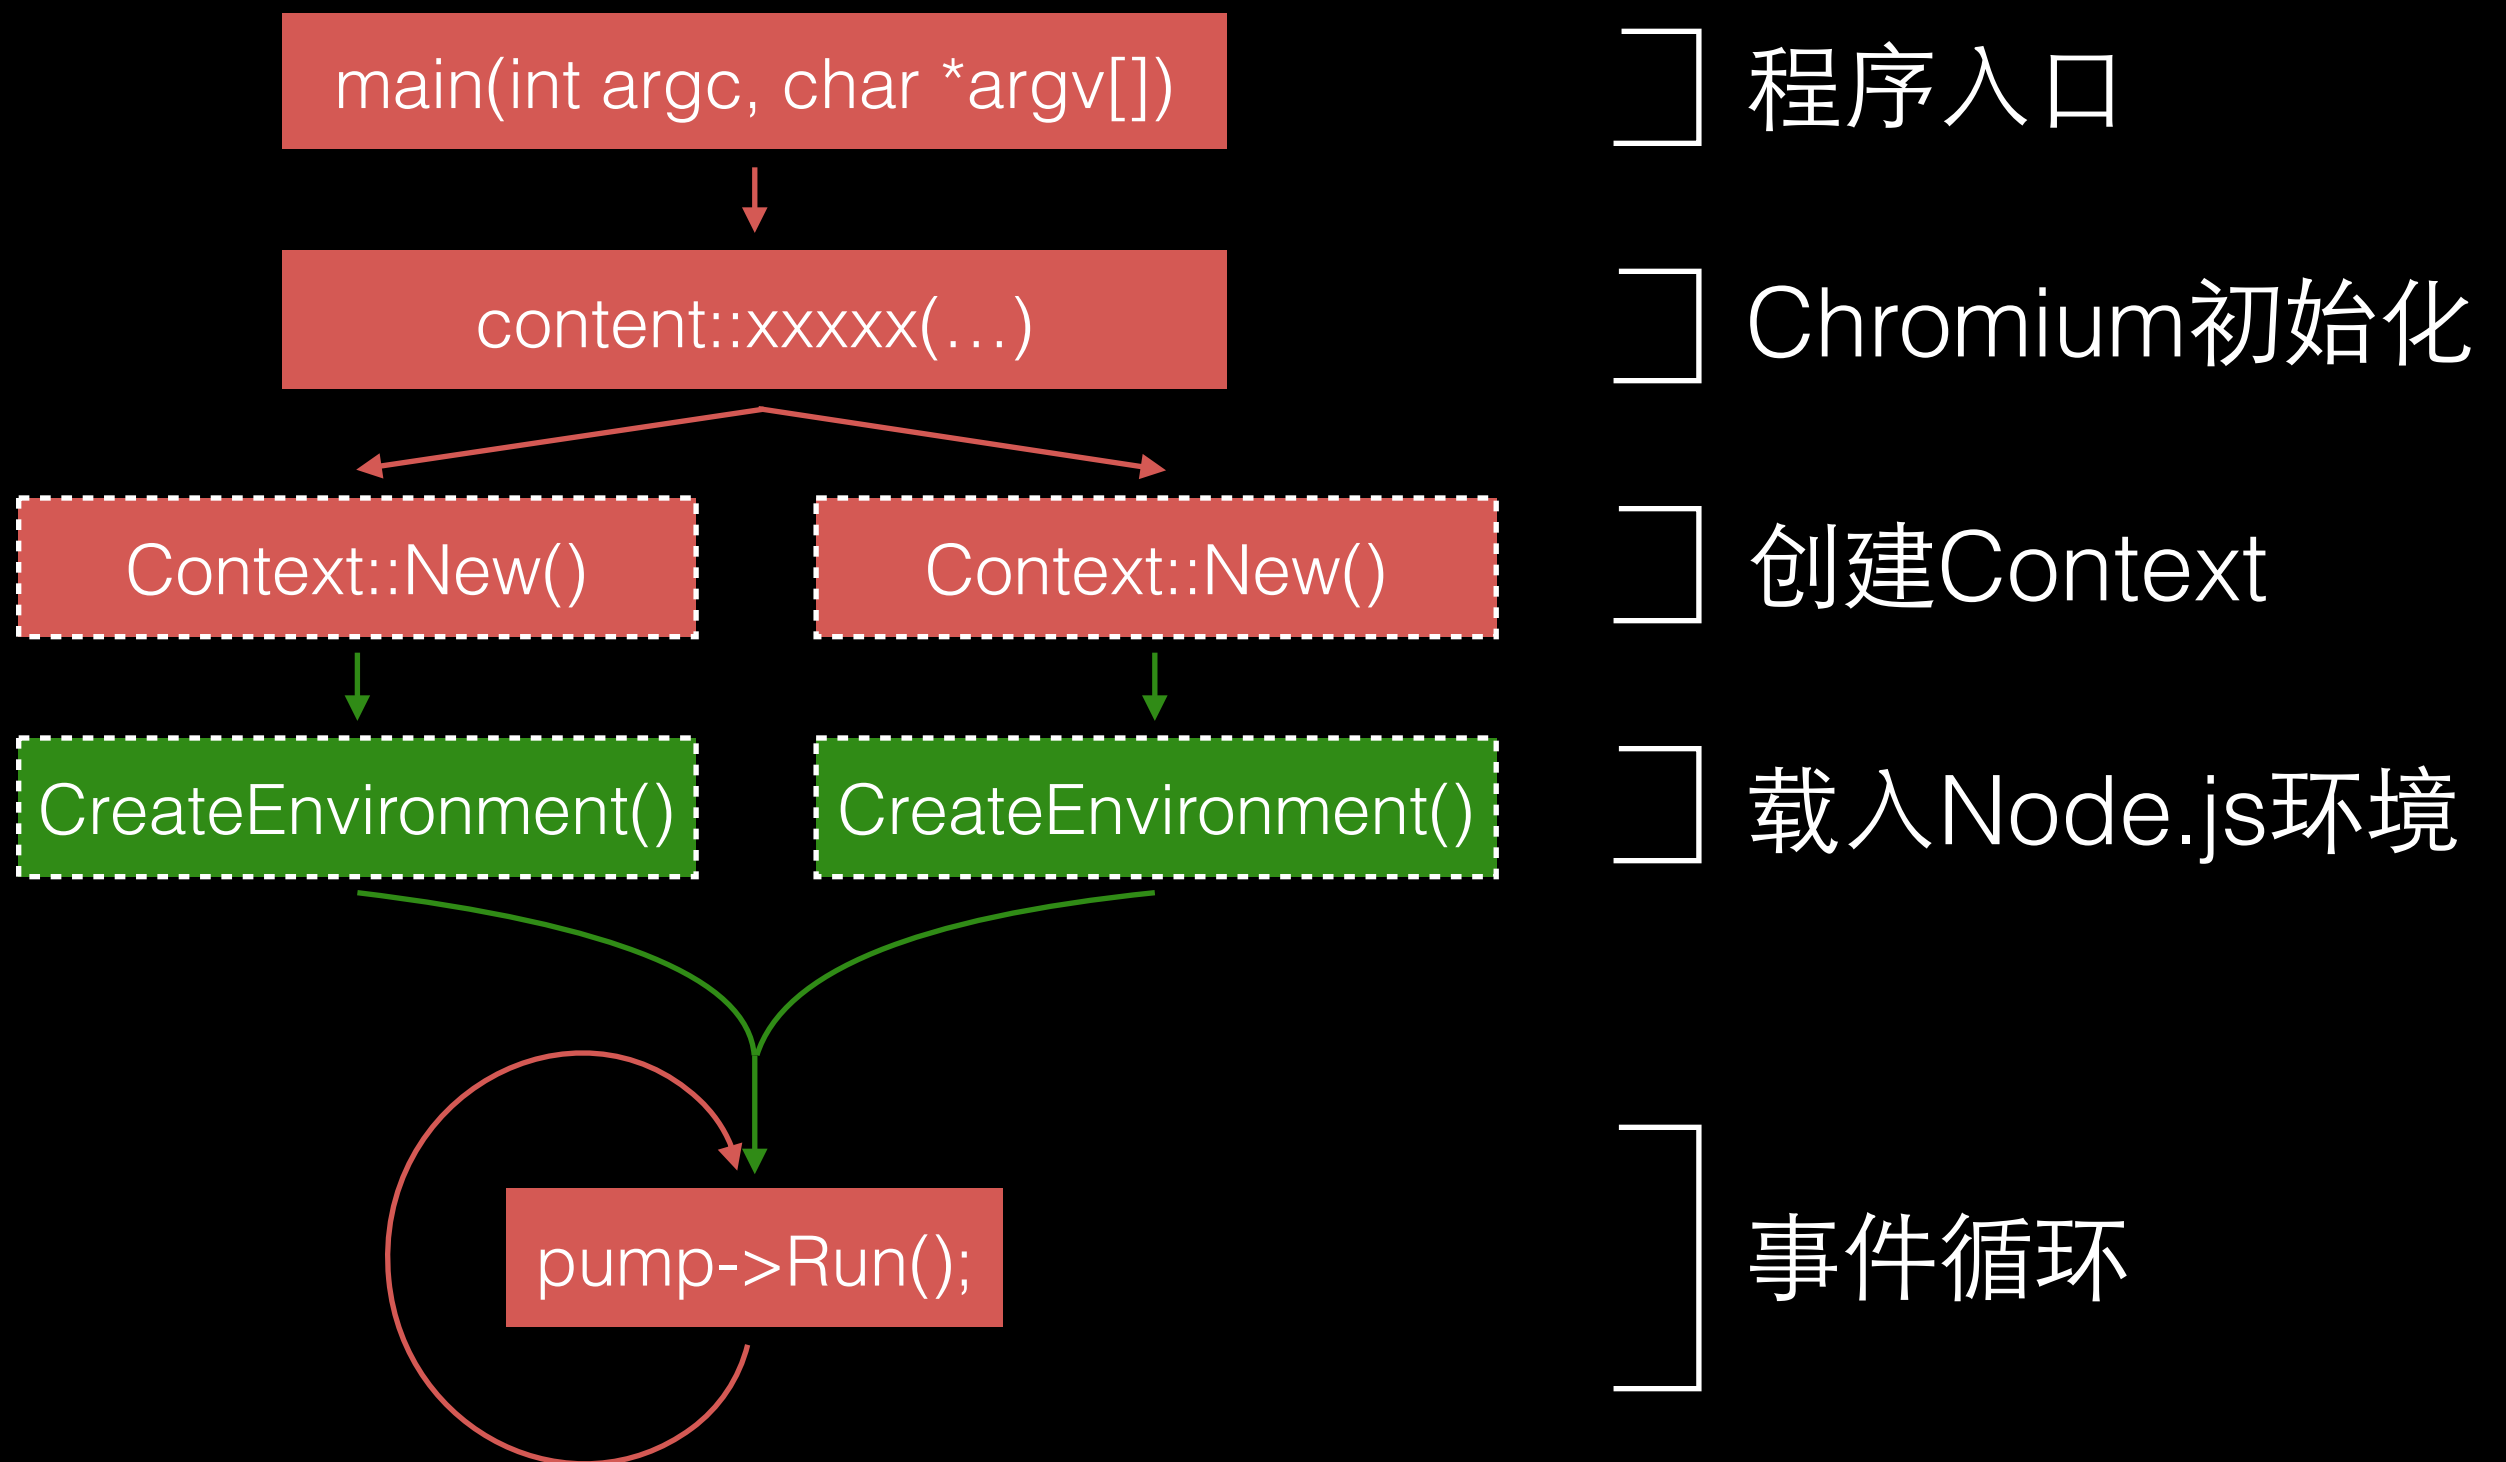 main(int argc, char *argv[])
程序入口
content::xxxxx(...)
Chromium初始化
Context::New()
Context::New()
创建Context
CreateEnvironment()
CreateEnvironment()
载入Node.js环境
pump->Run();
事件循环